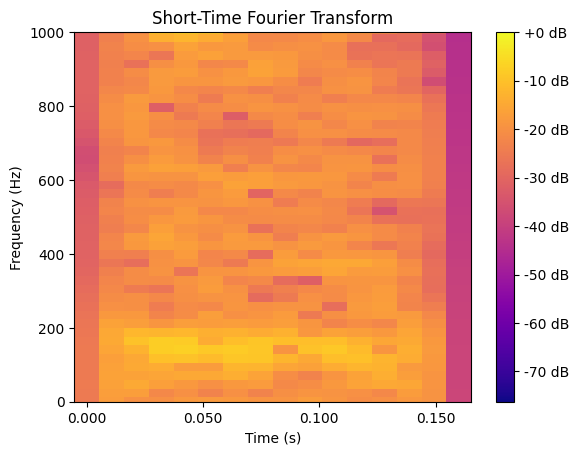 Short-Time Fourier Transform
1000
800
600
400
200
0
Frequency (Hz)
0.000
0.050
0.100
0.150
Time (s)
+0 dB
-10 dB
-20 dB
-30 dB
-40 dB
-50 dB
-60 dB
-70 dB